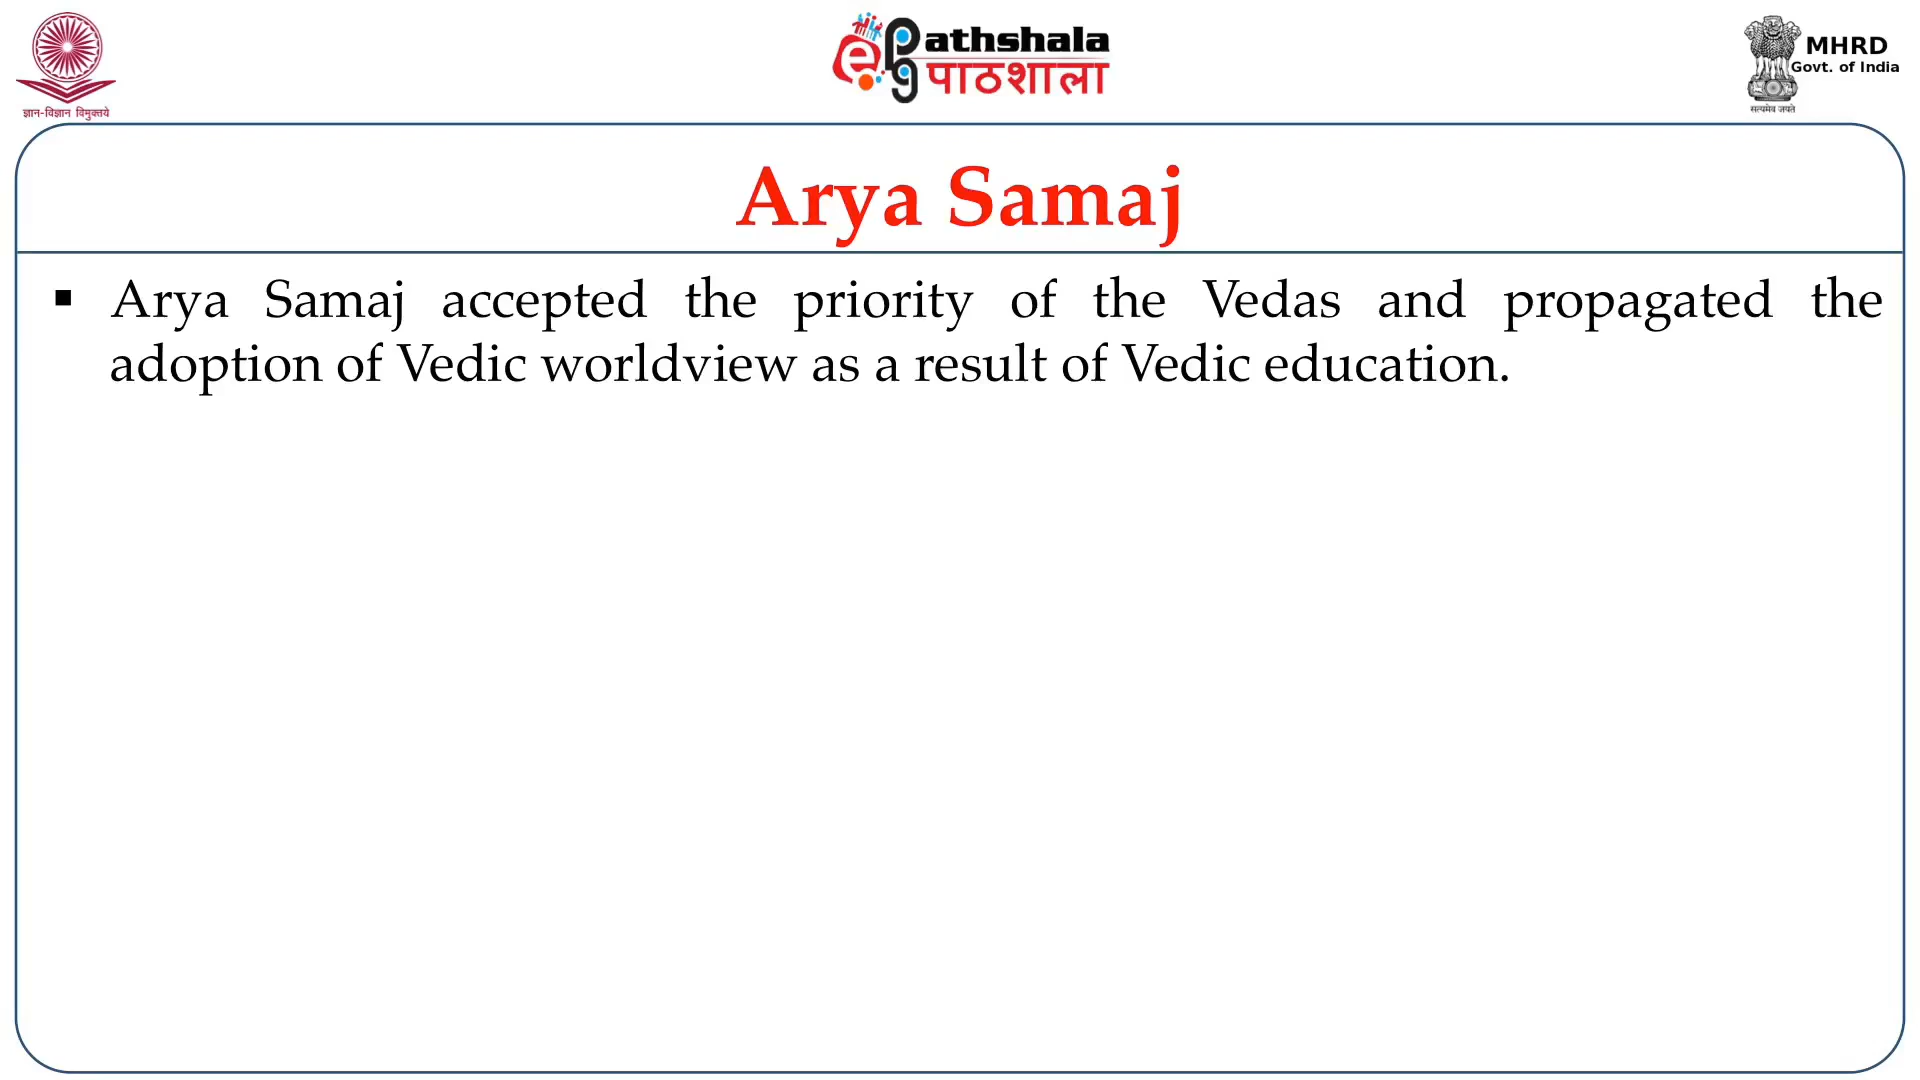 ज्ञान-विज्ञान विमुक्तये
e Pathshala
पाठशाला
MHRD
Govt. of India
सत्यमेव जयते
Arya Samaj
▪ Arya Samaj accepted the priority of the Vedas and propagated the
adoption of Vedic worldview as a result of Vedic education.